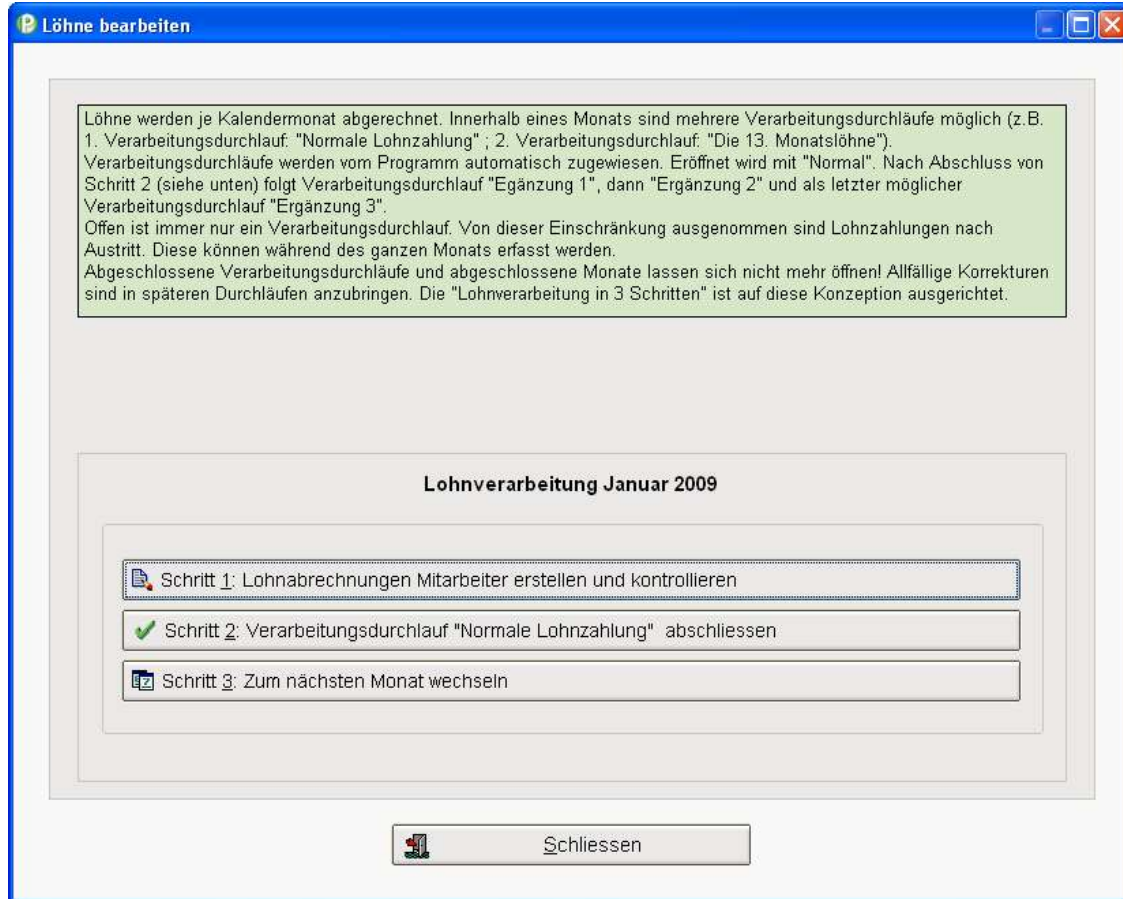 Löhne bearbeiten
Löhne werden je Kalendermonat abgerechnet. Innerhalb eines Monats sind mehrere Verarbeitungsdurchläufe möglich (z.B.
1. Verarbeitungsdurchlauf: "Normale Lohnzahlung" ; 2. Verarbeitungsdurchlauf: "Die 13. Monatslöhne").
Verarbeitungsdurchläufe werden vom Programm automatisch zugewiesen. Eröffnet wird mit "Normal". Nach Abschluss von
Schritt 2 (siehe unten) folgt Verarbeitungsdurchlauf "Egänzung 1", dann "Ergänzung 2" und als letzter möglicher
Verarbeitungsdurchlauf "Ergänzung 3".
Offen ist immer nur ein Verarbeitungsdurchlauf. Von dieser Einschränkung ausgenommen sind Lohnzahlungen nach
Austritt. Diese können während des ganzen Monats erfasst werden.
Abgeschlossene Verarbeitungsdurchläufe und abgeschlossene Monate lassen sich nicht mehr öffnen! Allfällige Korrekturen
sind in späteren Durchläufen anzubringen. Die "Lohnverarbeitung in 3 Schritten" ist auf diese Konzeption ausgerichtet.
Lohnverarbeitung Januar 2009
Schritt 1: Lohnabrechnungen Mitarbeiter erstellen und kontrollieren
Schritt 2: Verarbeitungsdurchlauf "Normale Lohnzahlung" abschliessen
Schritt 3: Zum nächsten Monat wechseln
Schliessen